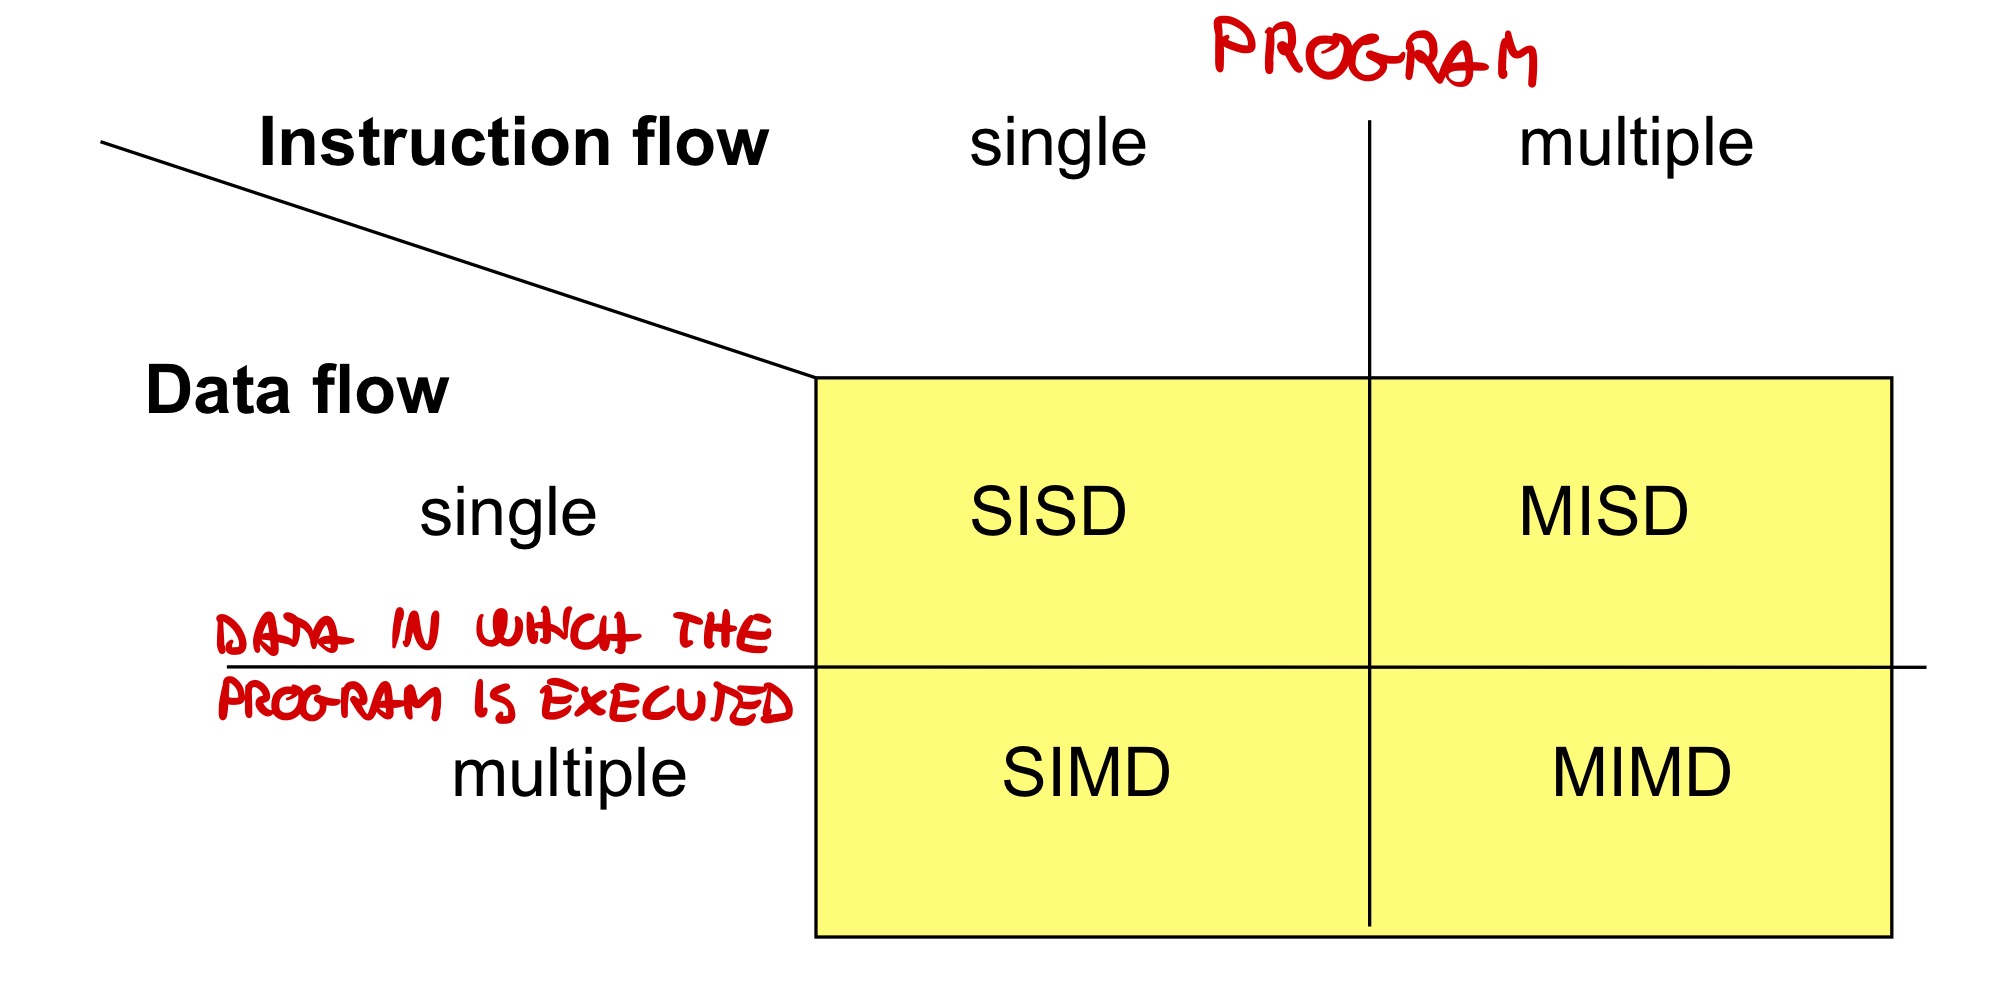 PROGRAM
Instruction flow single multiple
Data flow
single SISD MISD
DATA IN WHICH THE
PROGRAM IS EXECUTED
multiple SIMD MIMD